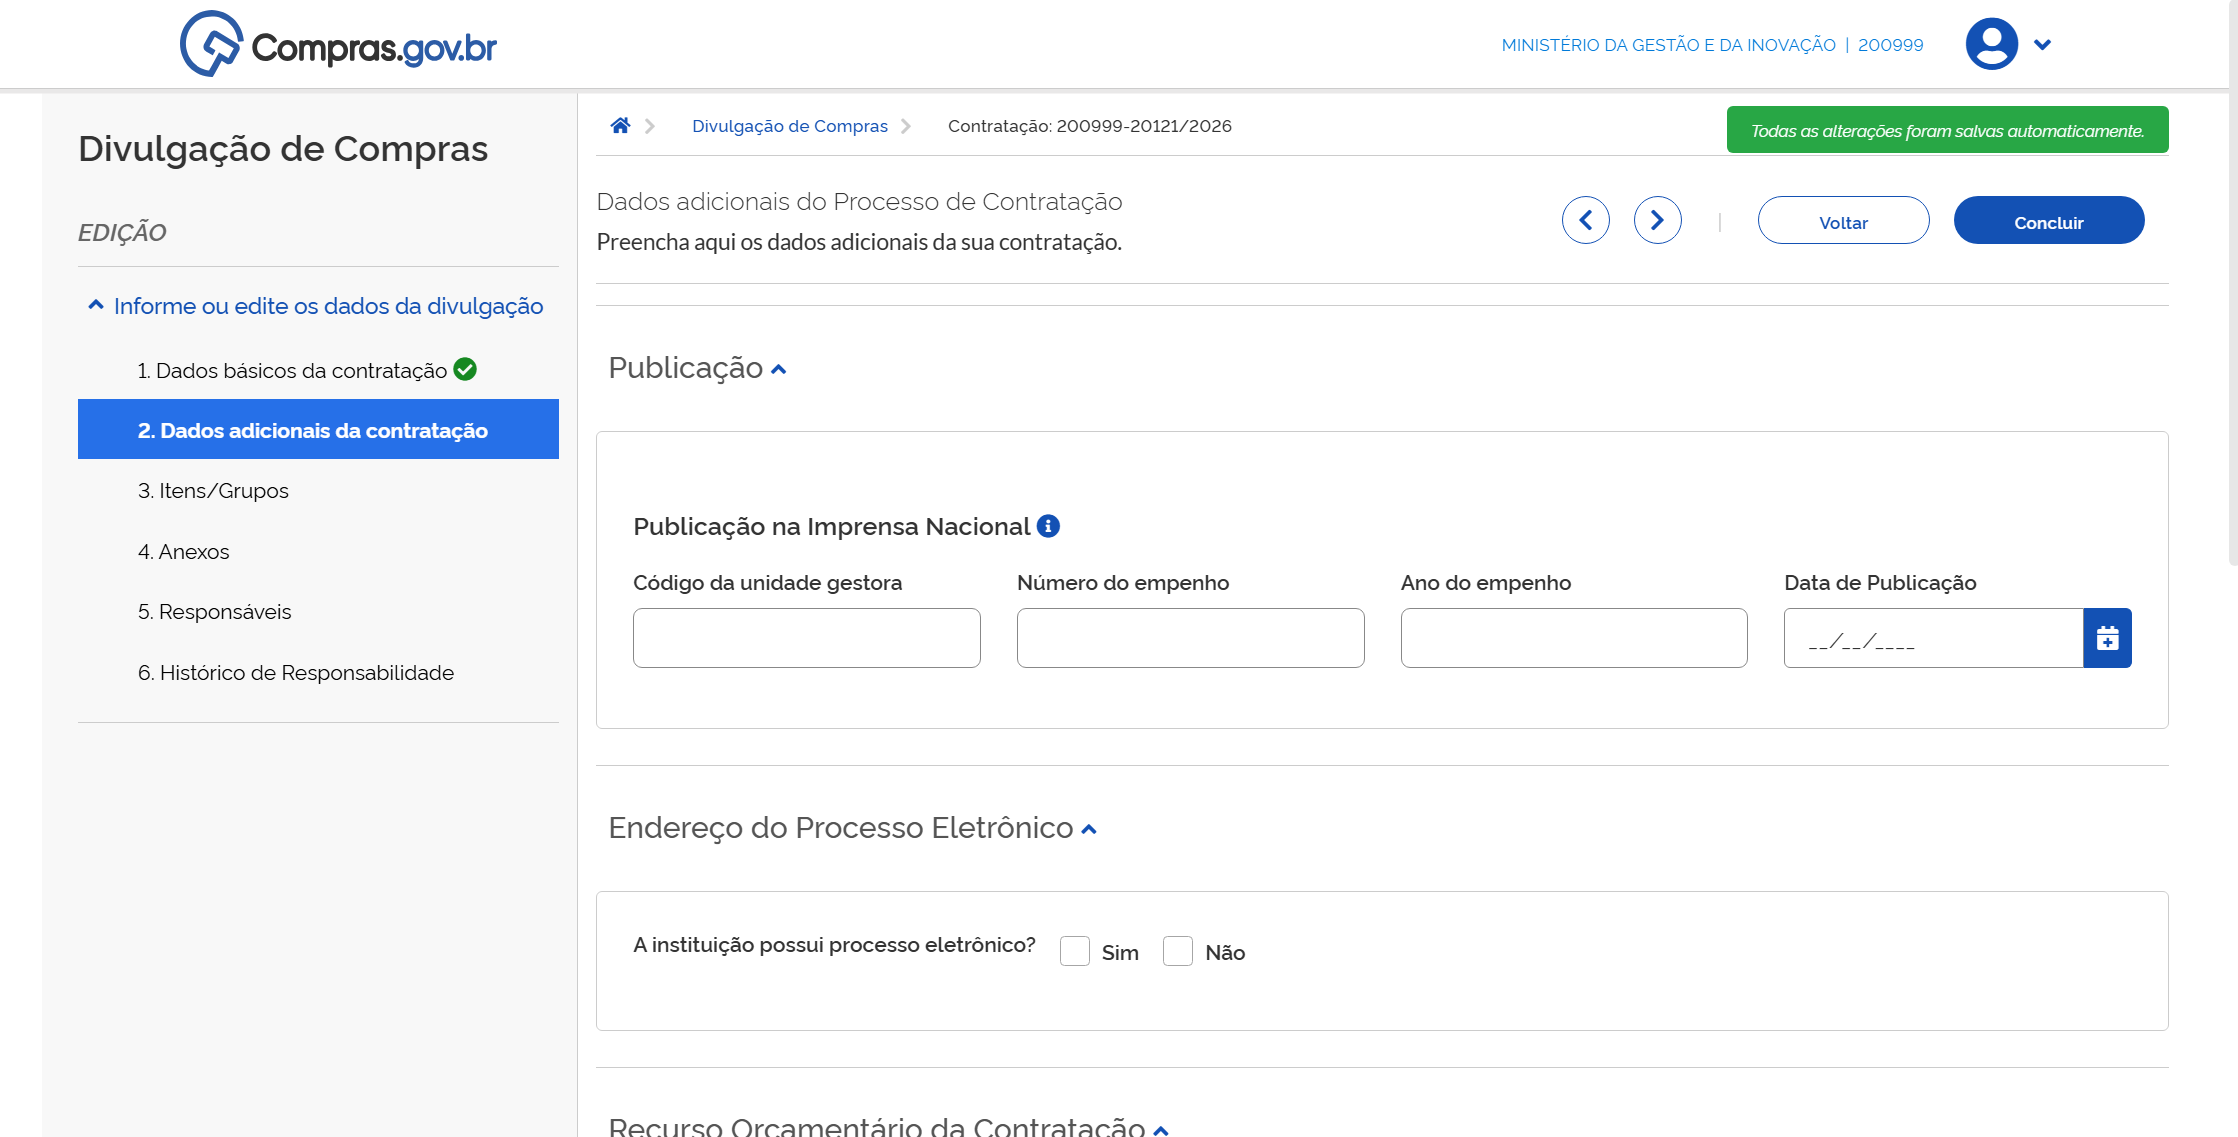 Compras.gov.br
MINISTÉRIO DA GESTÃO E DA INOVAÇÃO | 200999
Divulgação de Compras
EDIÇÃO
Informe ou edite os dados da divulgação
1. Dados básicos da contratação
2. Dados adicionais da contratação
3. Itens/Grupos
4. Anexos
5. Responsáveis
6. Histórico de Responsabilidade
Divulgação de Compras
Contratação: 200999-20121/2026
Todas as alterações foram salvas automaticamente.
Dados adicionais do Processo de Contratação
Preencha aqui os dados adicionais da sua contratação.
Voltar
Concluir
Publicação
Publicação na Imprensa Nacional
Código da unidade gestora
Número do empenho
Ano do empenho
Data de Publicação
__/__/____
Endereço do Processo Eletrônico
A instituição possui processo eletrônico?
Sim
Não
Recurso Orçamentário da Contratação